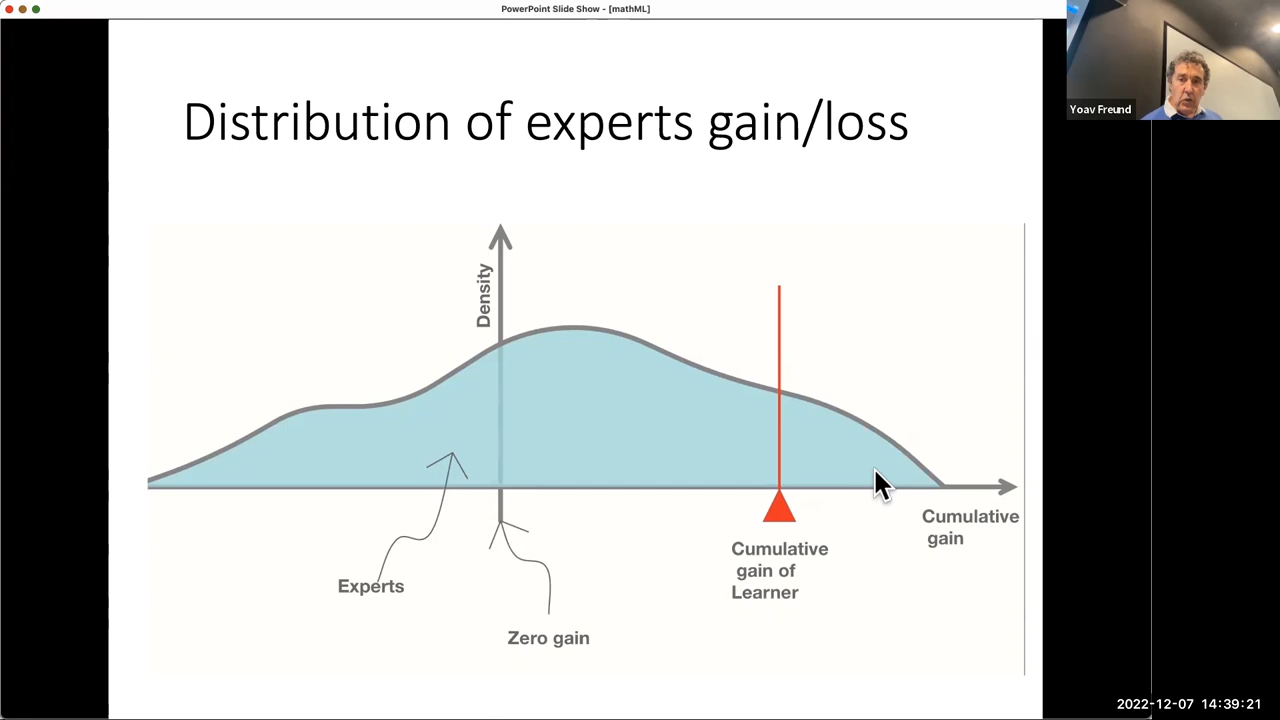 PowerPoint Slide Show - [mathML]
Yoav Freund
Distribution of experts gain/loss
Density
Cumulative
gain
Cumulative
gain of
Learner
Experts
Zero gain
2022-12-07 14:39:21